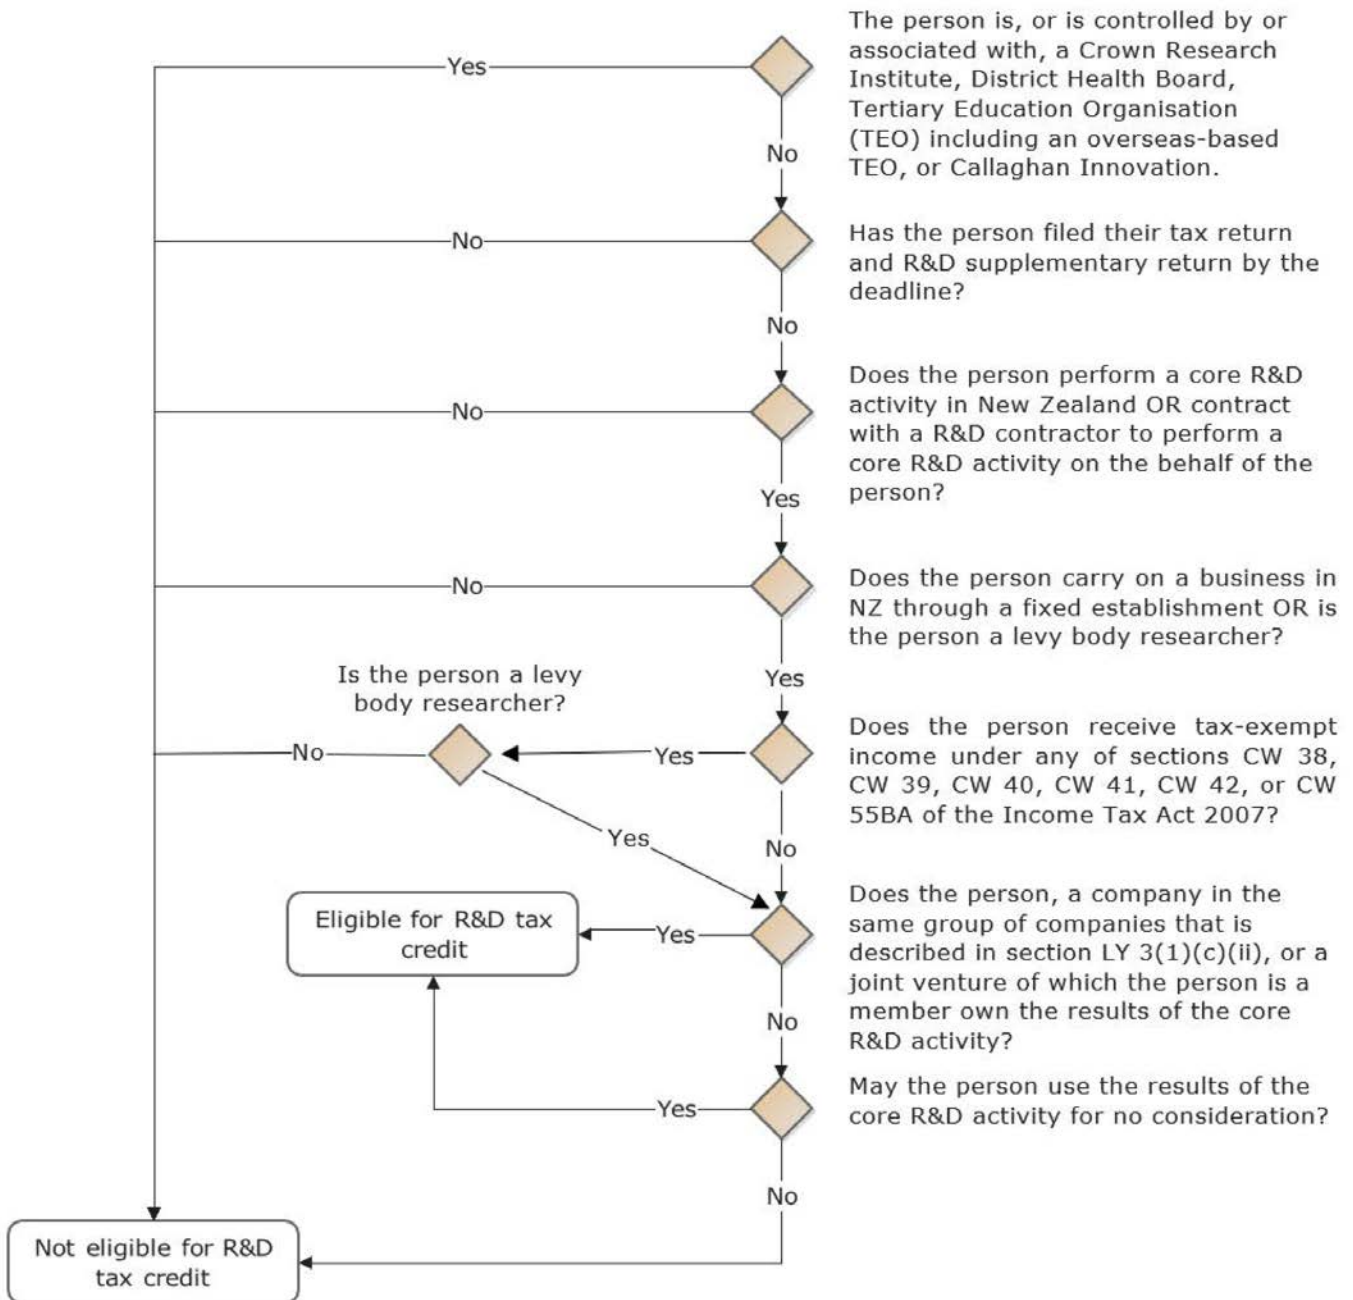 The person is, or is controlled by or
associated with, a Crown Research
Institute, District Health Board,
Tertiary Education Organisation
(TEO) including an overseas-based
TEO, or Callaghan Innovation.
Yes
No
Has the person filed their tax return
and R&D supplementary return by the
deadline?
No
No
Does the person perform a core R&D
activity in New Zealand OR contract
with a R&D contractor to perform a
core R&D activity on the behalf of the
person?
No
Yes
Does the person carry on a business in
NZ through a fixed establishment OR is
the person a levy body researcher?
No
Yes
Is the person a levy
body researcher?
Does the person receive tax-exempt
income under any of sections CW 38,
CW 39, CW 40, CW 41, CW 42, or CW
55BA of the Income Tax Act 2007?
No
Yes
Yes
No
Does the person, a company in the
same group of companies that is
described in section LY 3(1)(c)(ii), or a
joint venture of which the person is a
member own the results of the core
R&D activity?
Eligible for R&D tax
credit
Yes
No
May the person use the results of the
core R&D activity for no consideration?
Yes
No
Not eligible for R&D
tax credit